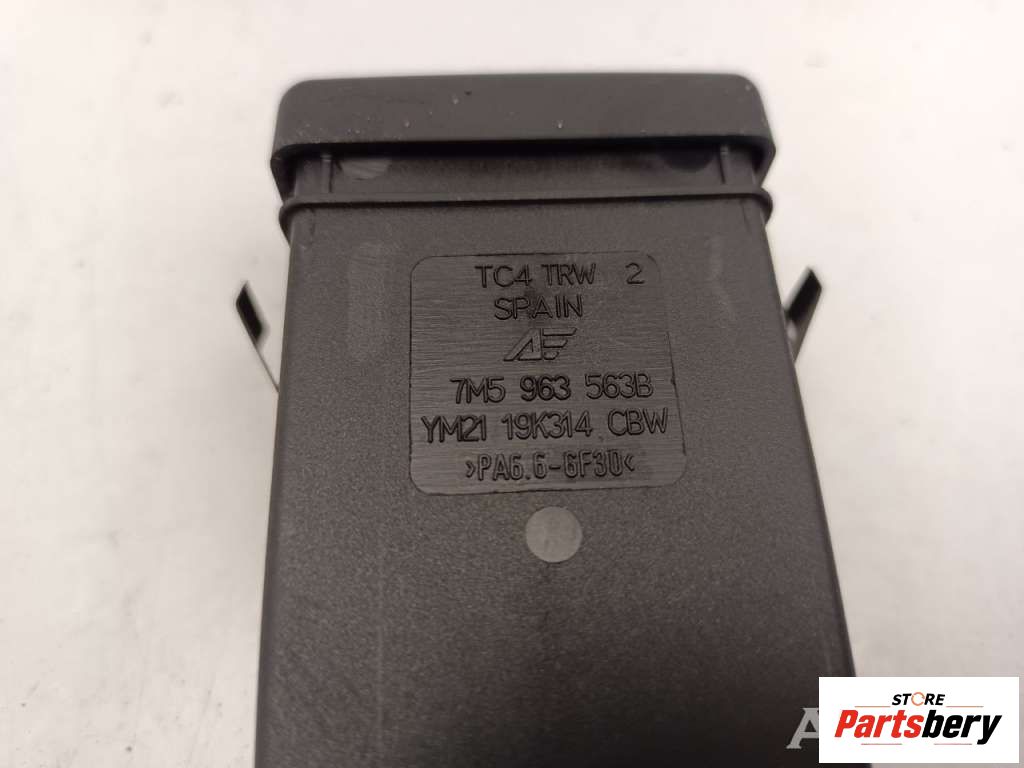 TC4 TRW 2
SPAIN
7M5 963 563B
YM21 19K314 CBW
>PA6.6-GF30<
STORE
Partsbery